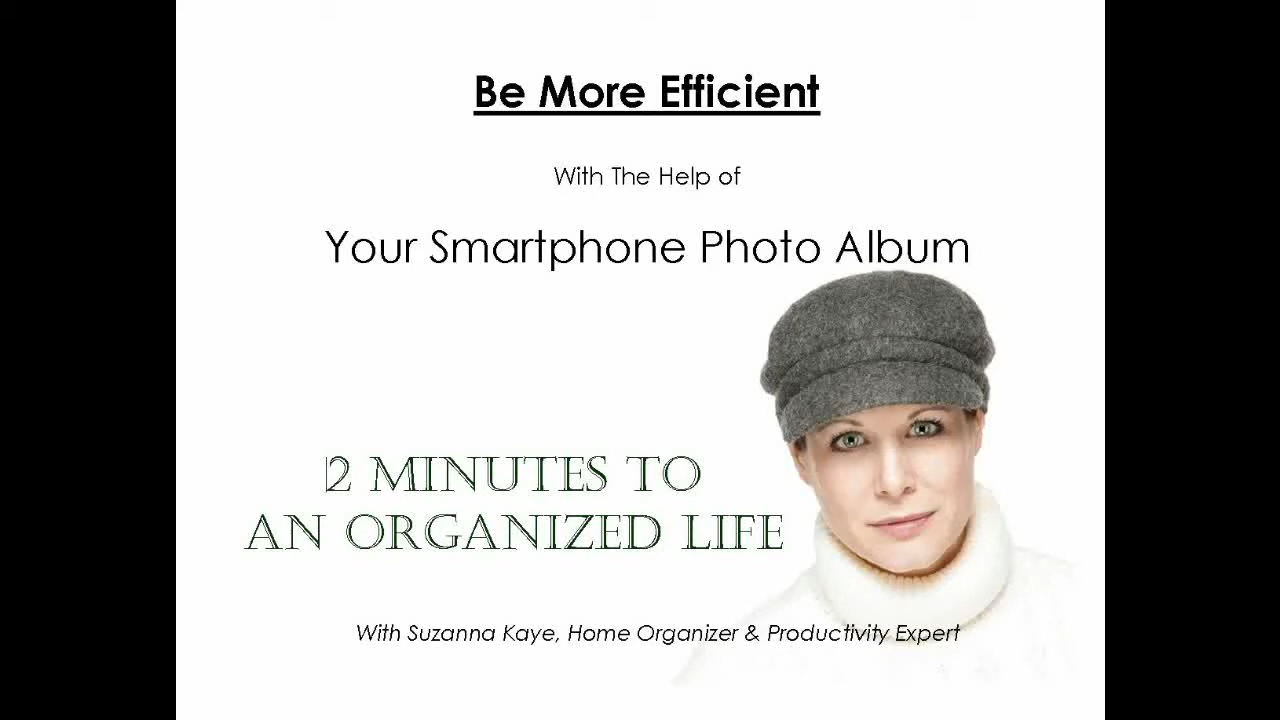 Be More Efficient
With The Help of
Your Smartphone Photo Album
2 MINUTES TO
AN ORGANIZED LIFE
With Suzanna Kaye, Home Organizer & Productivity Expert